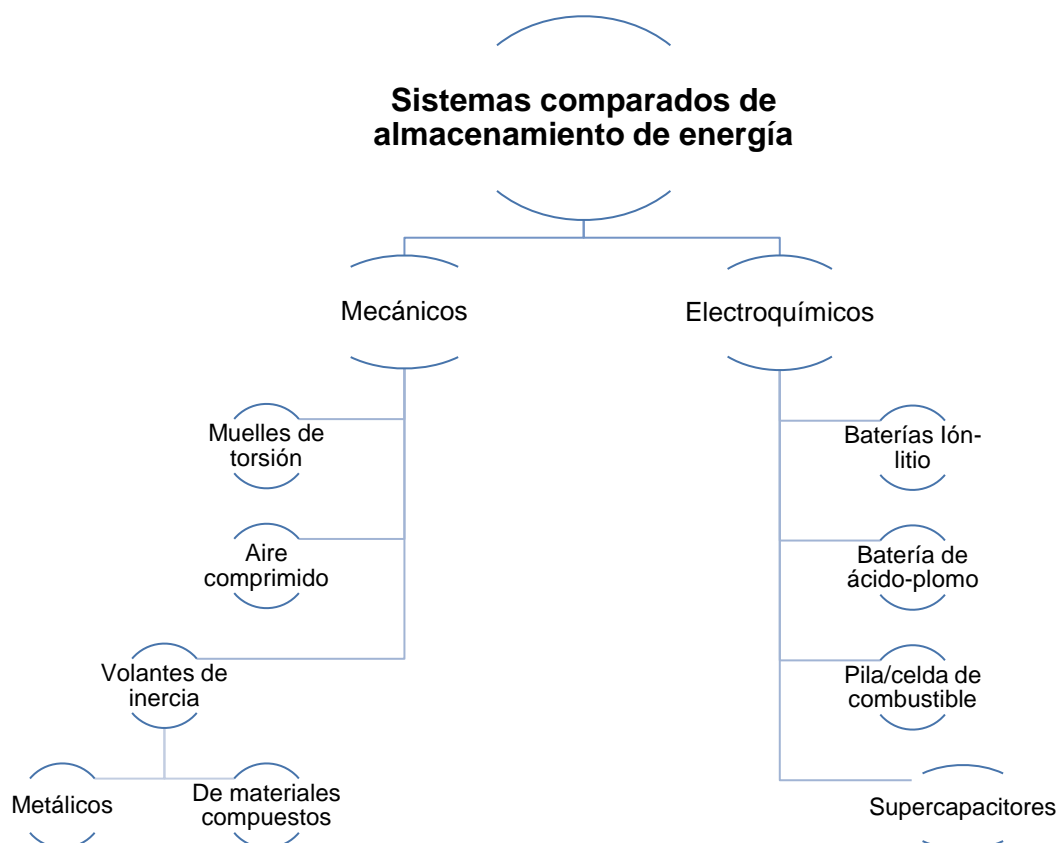 Sistemas comparados de
almacenamiento de energía
Mecánicos
Electroquímicos
Muelles de
torsión
Baterías Ión-
litio
Aire
comprimido
Batería de
ácido-plomo
Volantes de
inercia
Pila/celda de
combustible
Metálicos
De materiales
compuestos
Supercapacitores